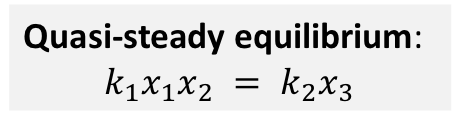 Quasi-steady equilibrium:
k₁x₁x₂ = k₂x₃